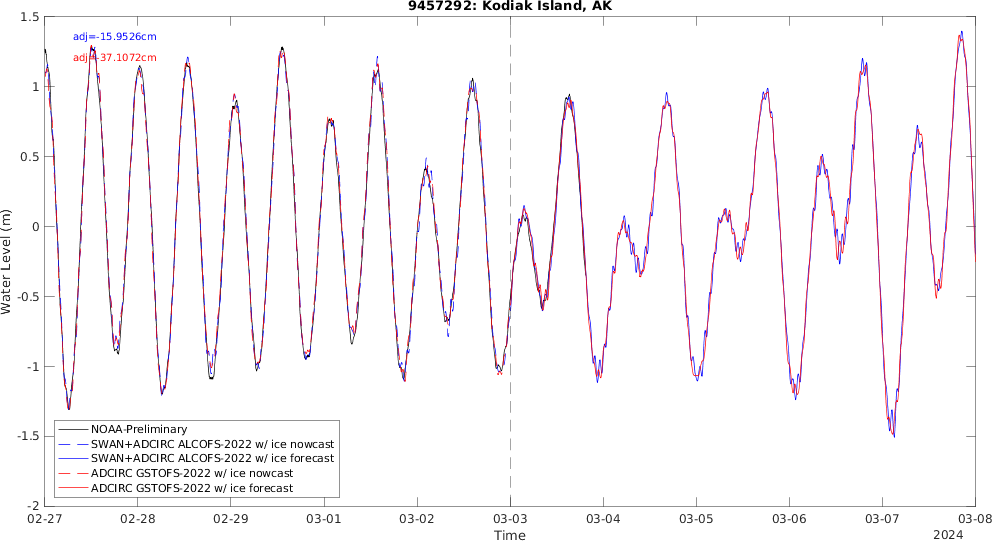 9457292: Kodiak Island, AK
adj=-15.9526cm
adj=-37.1072cm
1.5
1
0.5
0
-0.5
-1
-1.5
-2
Water Level (m)
NOAA-Preliminary
SWAN+ADCIRC ALCOFS-2022 w/ ice nowcast
SWAN+ADCIRC ALCOFS-2022 w/ ice forecast
ADCIRC GSTOFS-2022 w/ ice nowcast
ADCIRC GSTOFS-2022 w/ ice forecast
02-27 02-28 02-29 03-01 03-02 03-03 03-04 03-05 03-06 03-07 03-08
Time
2024